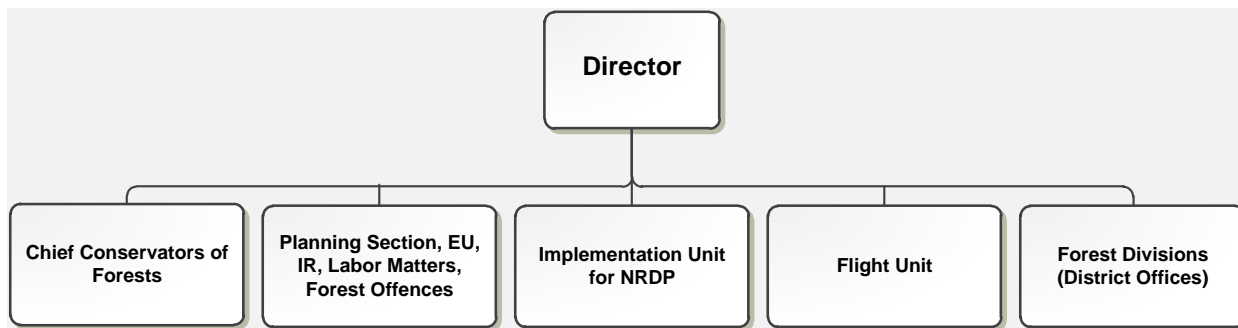 Director
Chief Conservators of
Forests
Planning Section, EU,
IR, Labor Matters,
Forest Offences
Implementation Unit
for NRDP
Flight Unit
Forest Divisions
(District Offices)